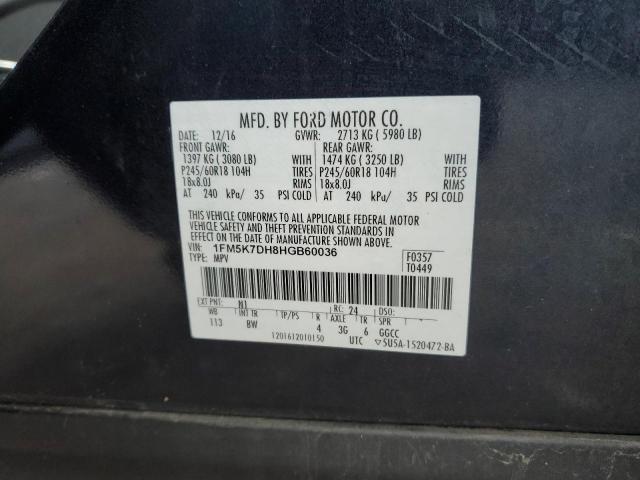 MFD. BY FORD MOTOR CO.
DATE: 12/16 GVWR: 2713 KG ( 5980 LB)
FRONT GAWR: REAR GAWR:
1397 KG ( 3080 LB) WITH 1474 KG ( 3250 LB) WITH
P245/60R18 104H TIRES P245/60R18 104H TIRES
18x8.0J RIMS 18x8.0J RIMS
AT 240 kPa/ 35 PSI COLD AT 240 kPa/ 35 PSI COLD
THIS VEHICLE CONFORMS TO ALL APPLICABLE FEDERAL MOTOR
VEHICLE SAFETY AND THEFT PREVENTION STANDARDS IN
EFFECT ON THE DATE OF MANUFACTURE SHOWN ABOVE.
VIN: 1FM5K7DH8HGB60036 F0357
TYPE: MPV T0449
EXT PNT: N1 RC: 24 DSO:
WB INT TR TP/PS R AXLE TR SPR
113 BW 4 3G 6 GGCC
1201612010150 UTC ▽5U5A-1520472-BA